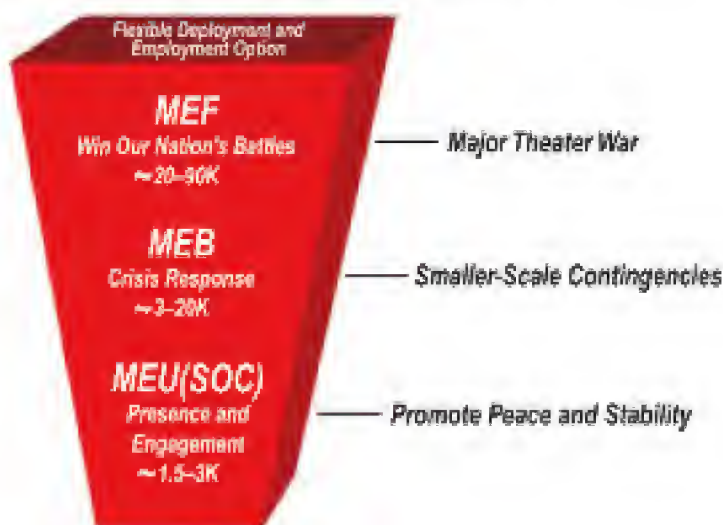 Flexible Deployment and
Employment Option
MEF
Win Our Nation's Battles
~20–90K
Major Theater War
MEB
Crisis Response
~3–20K
Smaller-Scale Contingencies
MEU(SOC)
Presence and
Engagement
~1.5–3K
Promote Peace and Stability